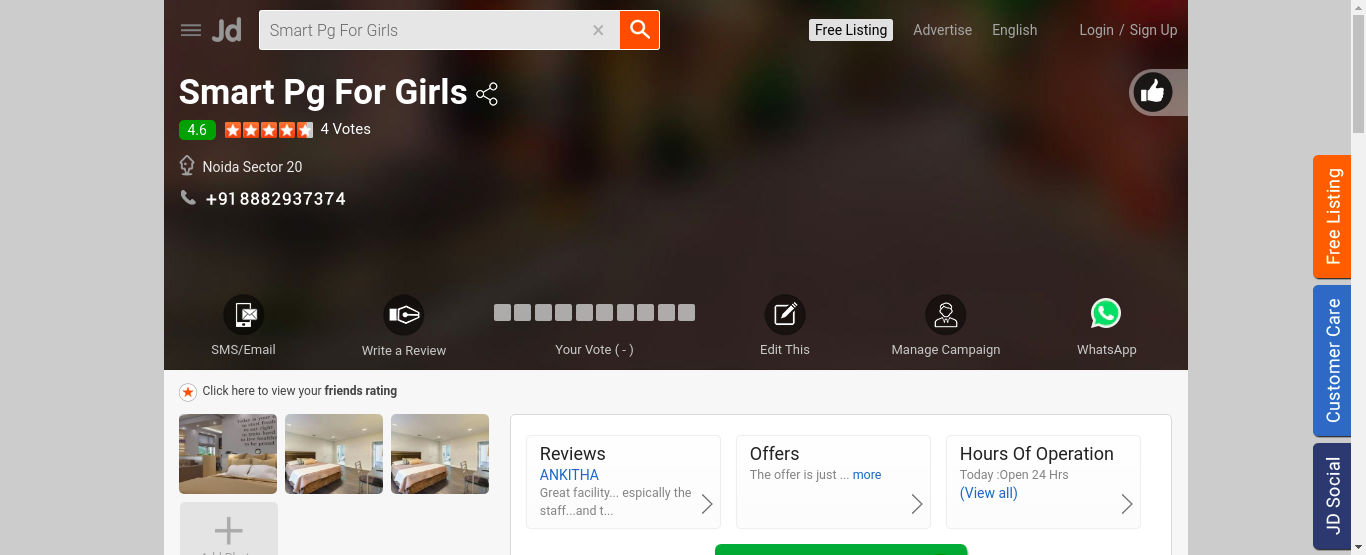 Jd
Smart Pg For Girls
Free Listing
Advertise
English
Login / Sign Up
Smart Pg For Girls
4.6
4 Votes
Noida Sector 20
+918882937374
SMS/Email
Write a Review
Your Vote ( - )
Edit This
Manage Campaign
WhatsApp
Click here to view your friends rating
Reviews
ANKITHA
Great facility... espically the
staff...and t...
Offers
The offer is just ... more
Hours Of Operation
Today :Open 24 Hrs
(View all)
Free Listing
Customer Care
JD Social